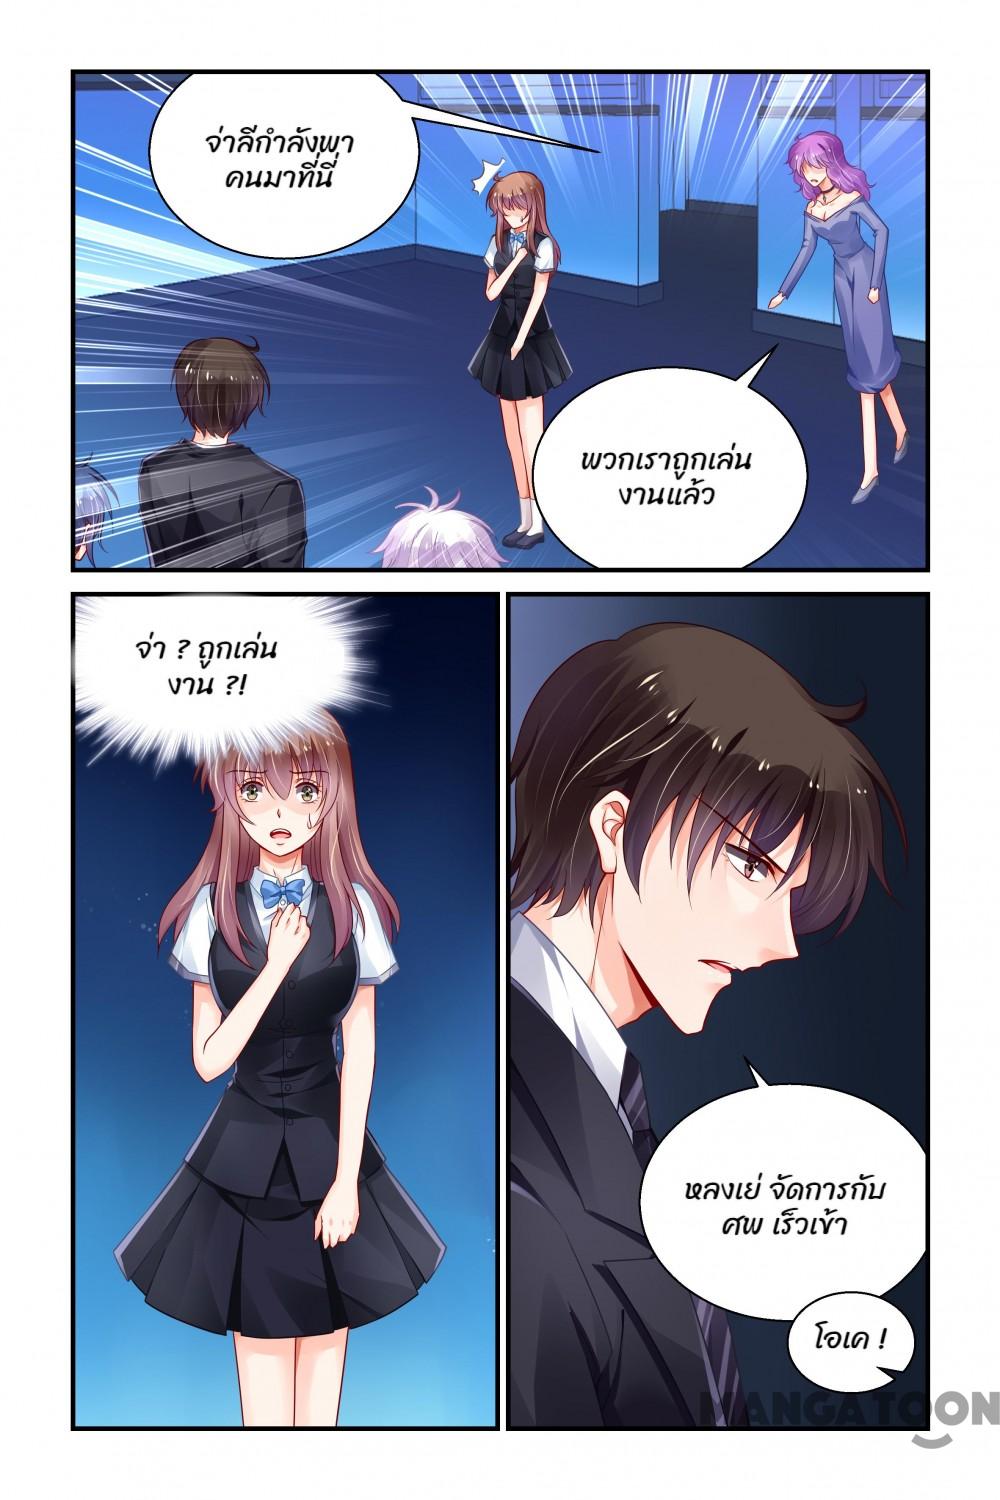 จ่าลีกำลังพา
คนมาที่นี่
พวกเราถูกเล่น
งานแล้ว
จ่า ? ถูกเล่น
งาน ?!
หลงเย่ จัดการกับ
ศพ เร็วเข้า
โอเค !
MANGATOON